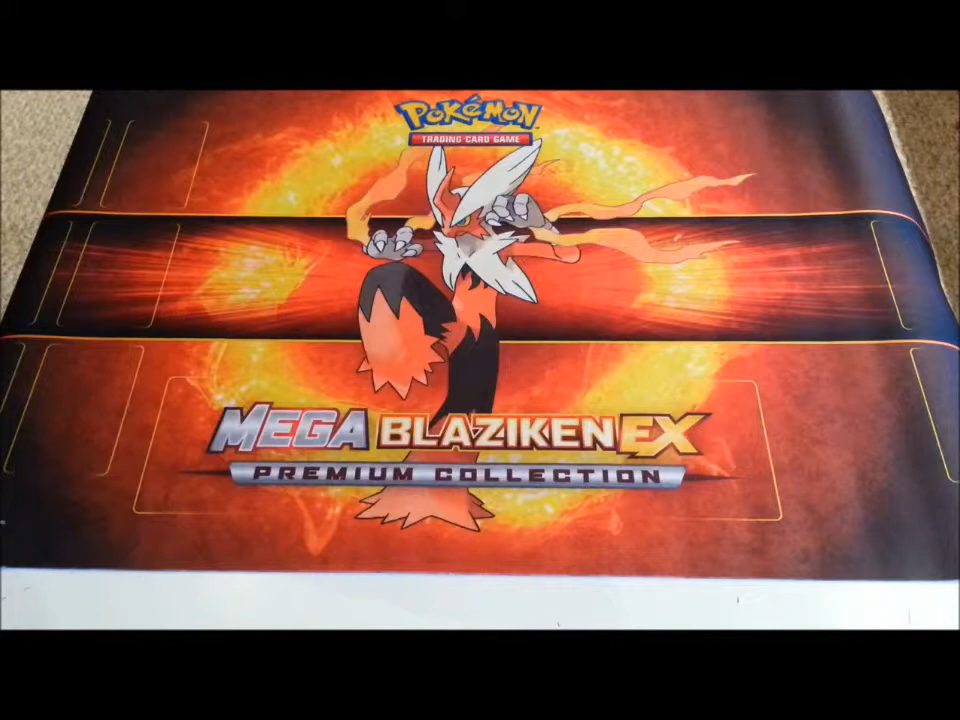 POKéMON
TRADING CARD GAME
MEGA BLAZIKEN EX
PREMIUM COLLECTION